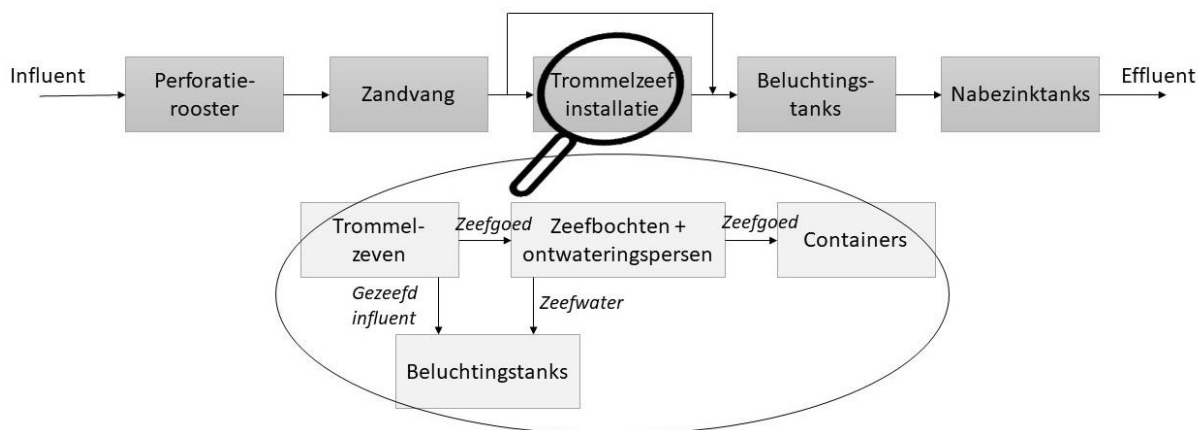 Influent
Perforatie-
rooster
Zandvang
Trommelzeef
installatie
Beluchtings-
tanks
Nabezinktanks
Effluent
Trommel-
zeven
Zeefgoed
Zeefbochten +
ontwateringspersen
Zeefgoed
Containers
Gezeefd
influent
Zeefwater
Beluchtingstanks